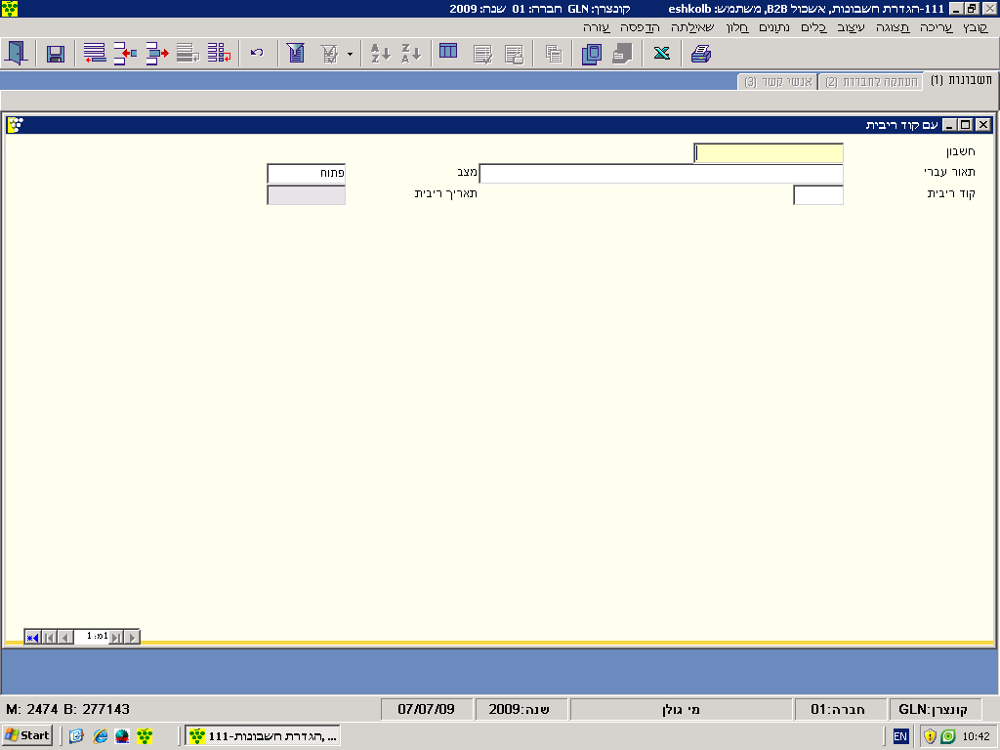 111-הגדרת חשבונות, אשכול B2B, משתמש: eshkolb קונצרן: GLN חברה: 01 שנה: 2009
קובץ עריכה תצוגה עיצוב כלים נתונים חלון שאילתה הדפסה עזרה
חשבונות (1) העתקה לחברות (2) אנשי קשר (3)
עם קוד ריבית
חשבון
תאור עברי מצב פתוח
קוד ריבית תאריך ריבית
1מ: 1
קונצרן:GLN חברה:01 מי גולן שנה:2009 07/07/09 M: 2474 B: 277143
Start 111-הגדרת חשבונות, ... EN 10:42